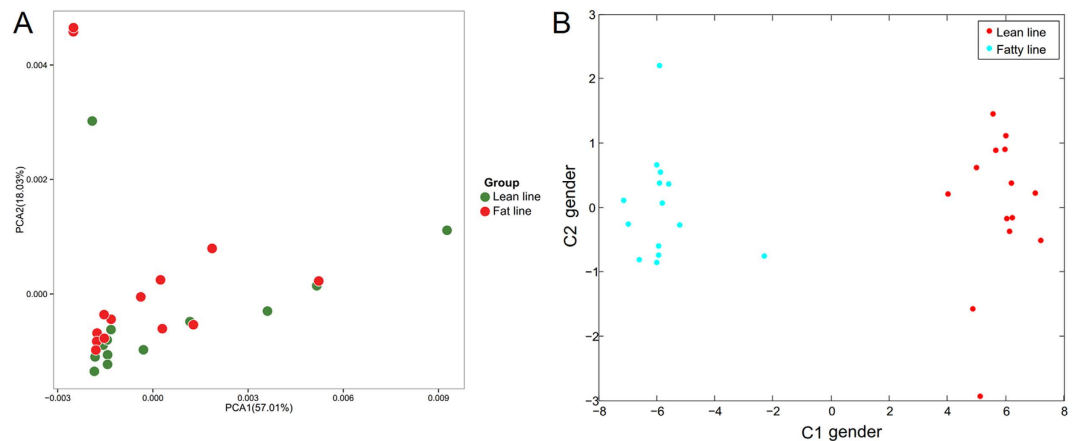 A
PCA2(18.03%)
0.004
0.002
0.000
−0.003
0.000
0.003
0.006
0.009
PCA1(57.01%)
Group
Lean line
Fat line
B
C2 gender
3
2
1
0
−1
−2
−3
−8
−6
−4
−2
0
2
4
6
8
C1 gender
Lean line
Fatty line